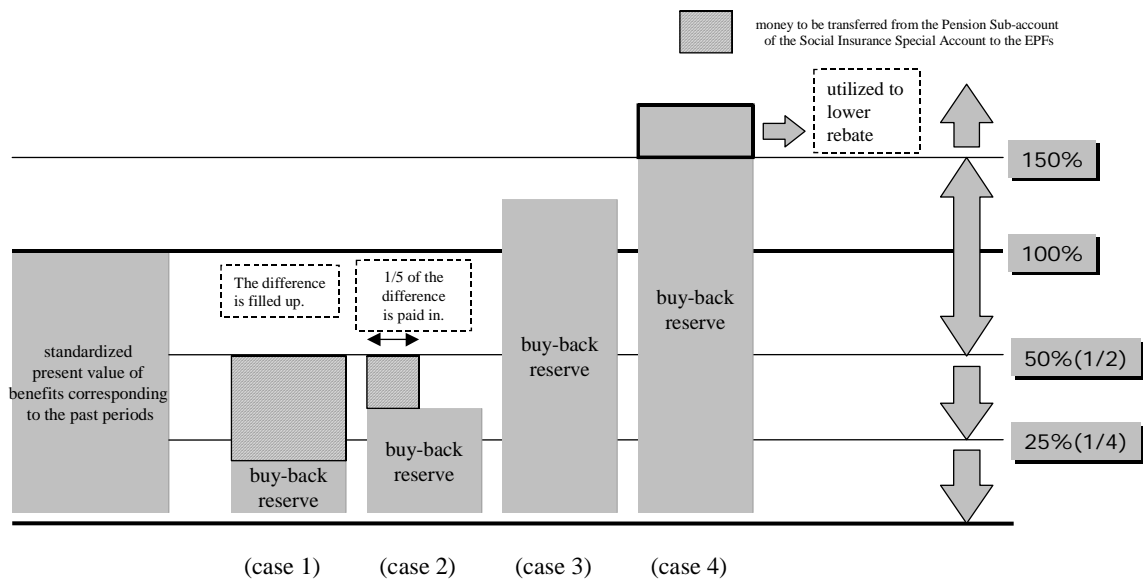 money to be transferred from the Pension Sub-account
of the Social Insurance Special Account to the EPFs
utilized to
lower
rebate
150%
100%
The difference
is filled up.
1/5 of the
difference
is paid in.
buy-back
reserve
buy-back
reserve
standardized
present value of
benefits corresponding
to the past periods
50%(1/2)
25%(1/4)
buy-back
reserve
buy-back
reserve
(case 1)
(case 2)
(case 3)
(case 4)